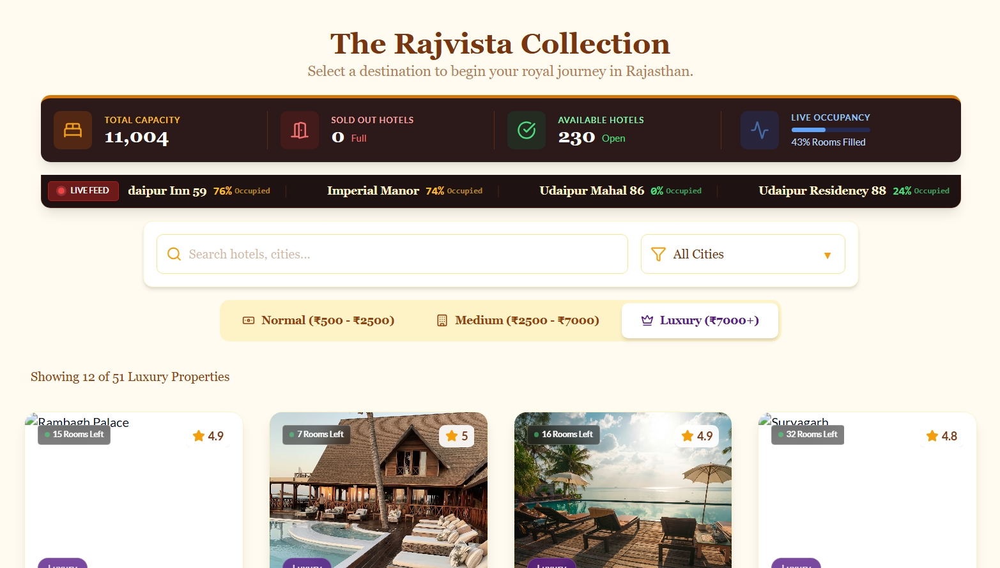 The Rajvista Collection
Select a destination to begin your royal journey in Rajasthan.
TOTAL CAPACITY
11,004
SOLD OUT HOTELS
0 Full
AVAILABLE HOTELS
230 Open
LIVE OCCUPANCY
43% Rooms Filled
LIVE FEED
daipur Inn 59 76% Occupied
Imperial Manor 74% Occupied
Udaipur Mahal 86 0% Occupied
Udaipur Residency 88 24% Occupied
Search hotels, cities...
All Cities
Normal (₹500 - ₹2500)
Medium (₹2500 - ₹7000)
Luxury (₹7000+)
Showing 12 of 51 Luxury Properties
Rambagh Palace
15 Rooms Left
4.9
7 Rooms Left
5
16 Rooms Left
4.9
Suryagarh
32 Rooms Left
4.8
Luxury
Luxury
Luxury
Luxury